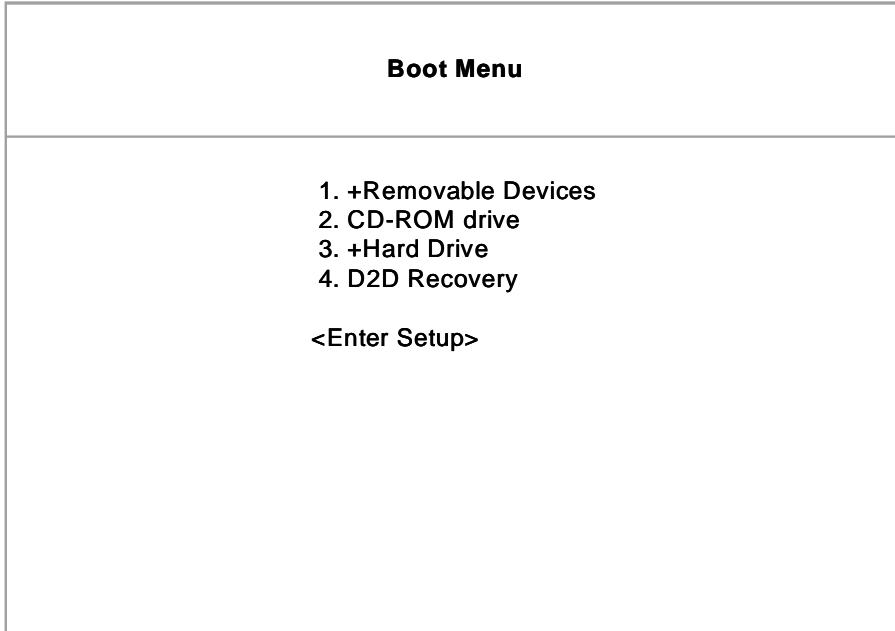 Boot Menu
1. +Removable Devices
2. CD-ROM drive
3. +Hard Drive
4. D2D Recovery
<Enter Setup>